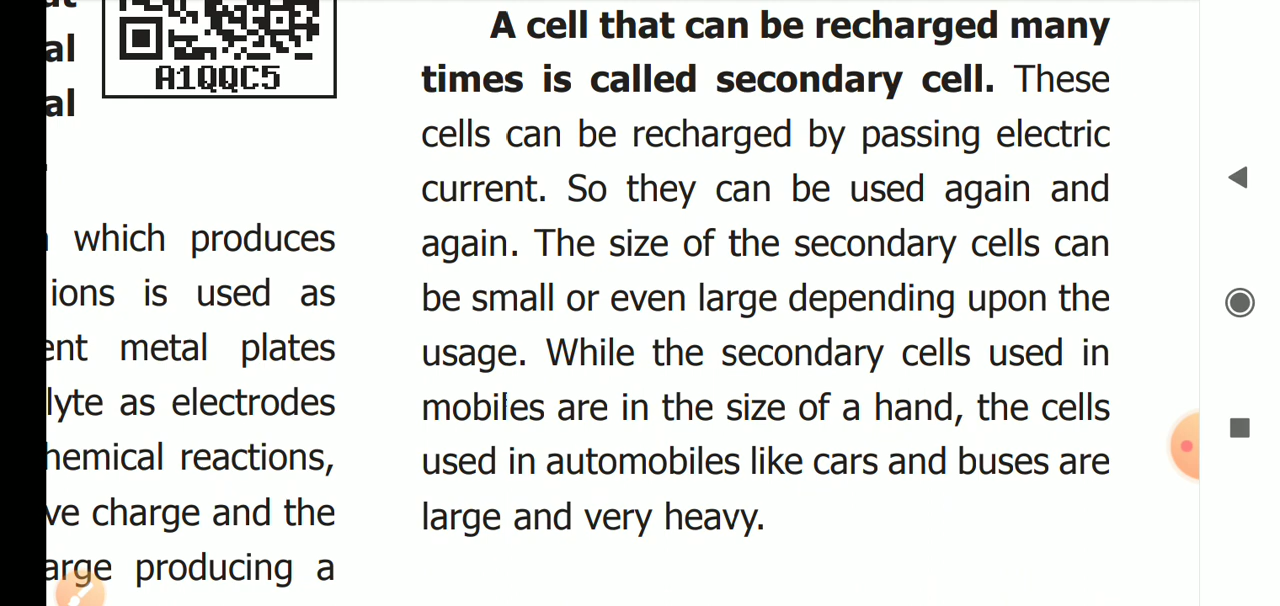 al
A1QQC5
al
which produces
ions is used as
ent metal plates
lyte as electrodes
hemical reactions,
ve charge and the
arge producing a
A cell that can be recharged many
times is called secondary cell. These
cells can be recharged by passing electric
current. So they can be used again and
again. The size of the secondary cells can
be small or even large depending upon the
usage. While the secondary cells used in
mobiles are in the size of a hand, the cells
used in automobiles like cars and buses are
large and very heavy.